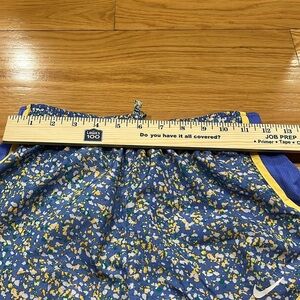 1 2 3 4 5 6 7 8 9 10 11 12 13
LOWE'S
100
Do you have it all covered?
JOB PREP
• Primer • Tape • C